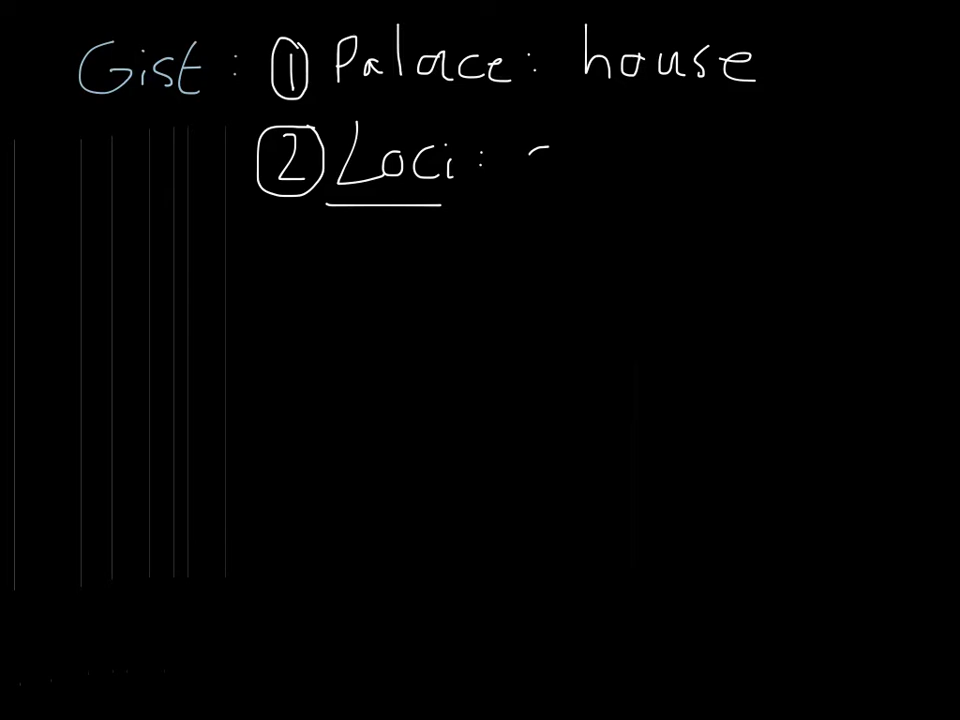 Gist : ① Palace : house
② Loci :